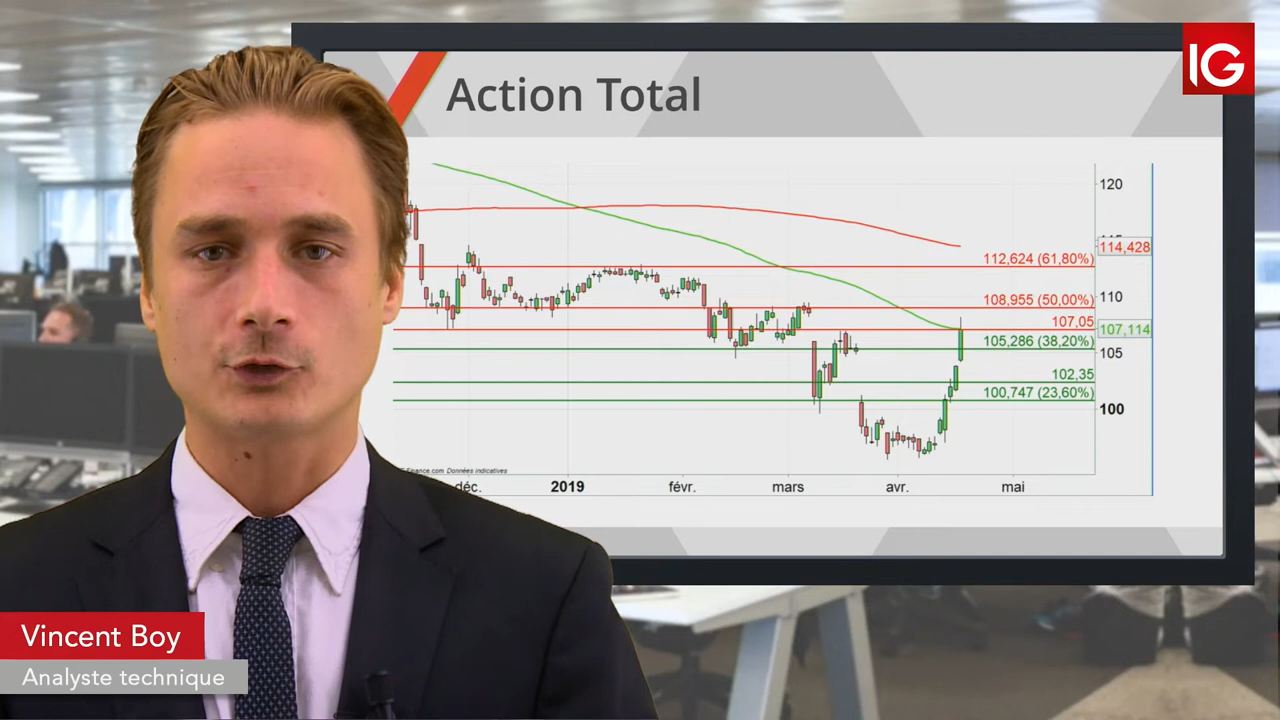 IG
Action Total
120
114,428
112,624 (61,80%)
110
108,955 (50,00%)
107,05
107,114
105,286 (38,20%)
105
102,35
100,747 (23,60%)
100
Finance.com Données indicatives
déc.
2019
févr.
mars
avr.
mai
Vincent Boy
Analyste technique